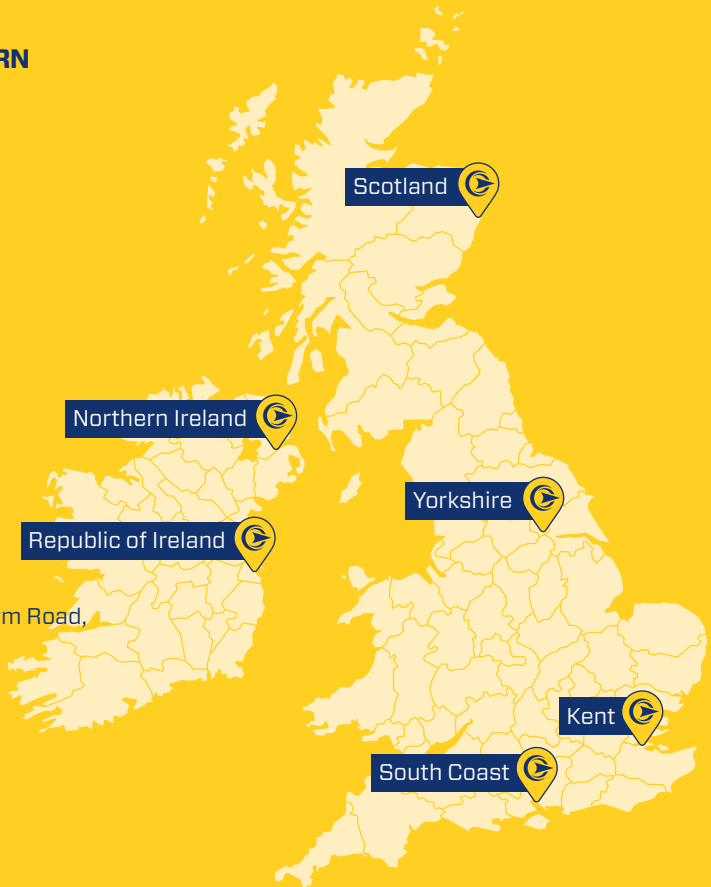 RN
Scotland
Northern Ireland
Yorkshire
Republic of Ireland
m Road,
Kent
South Coast